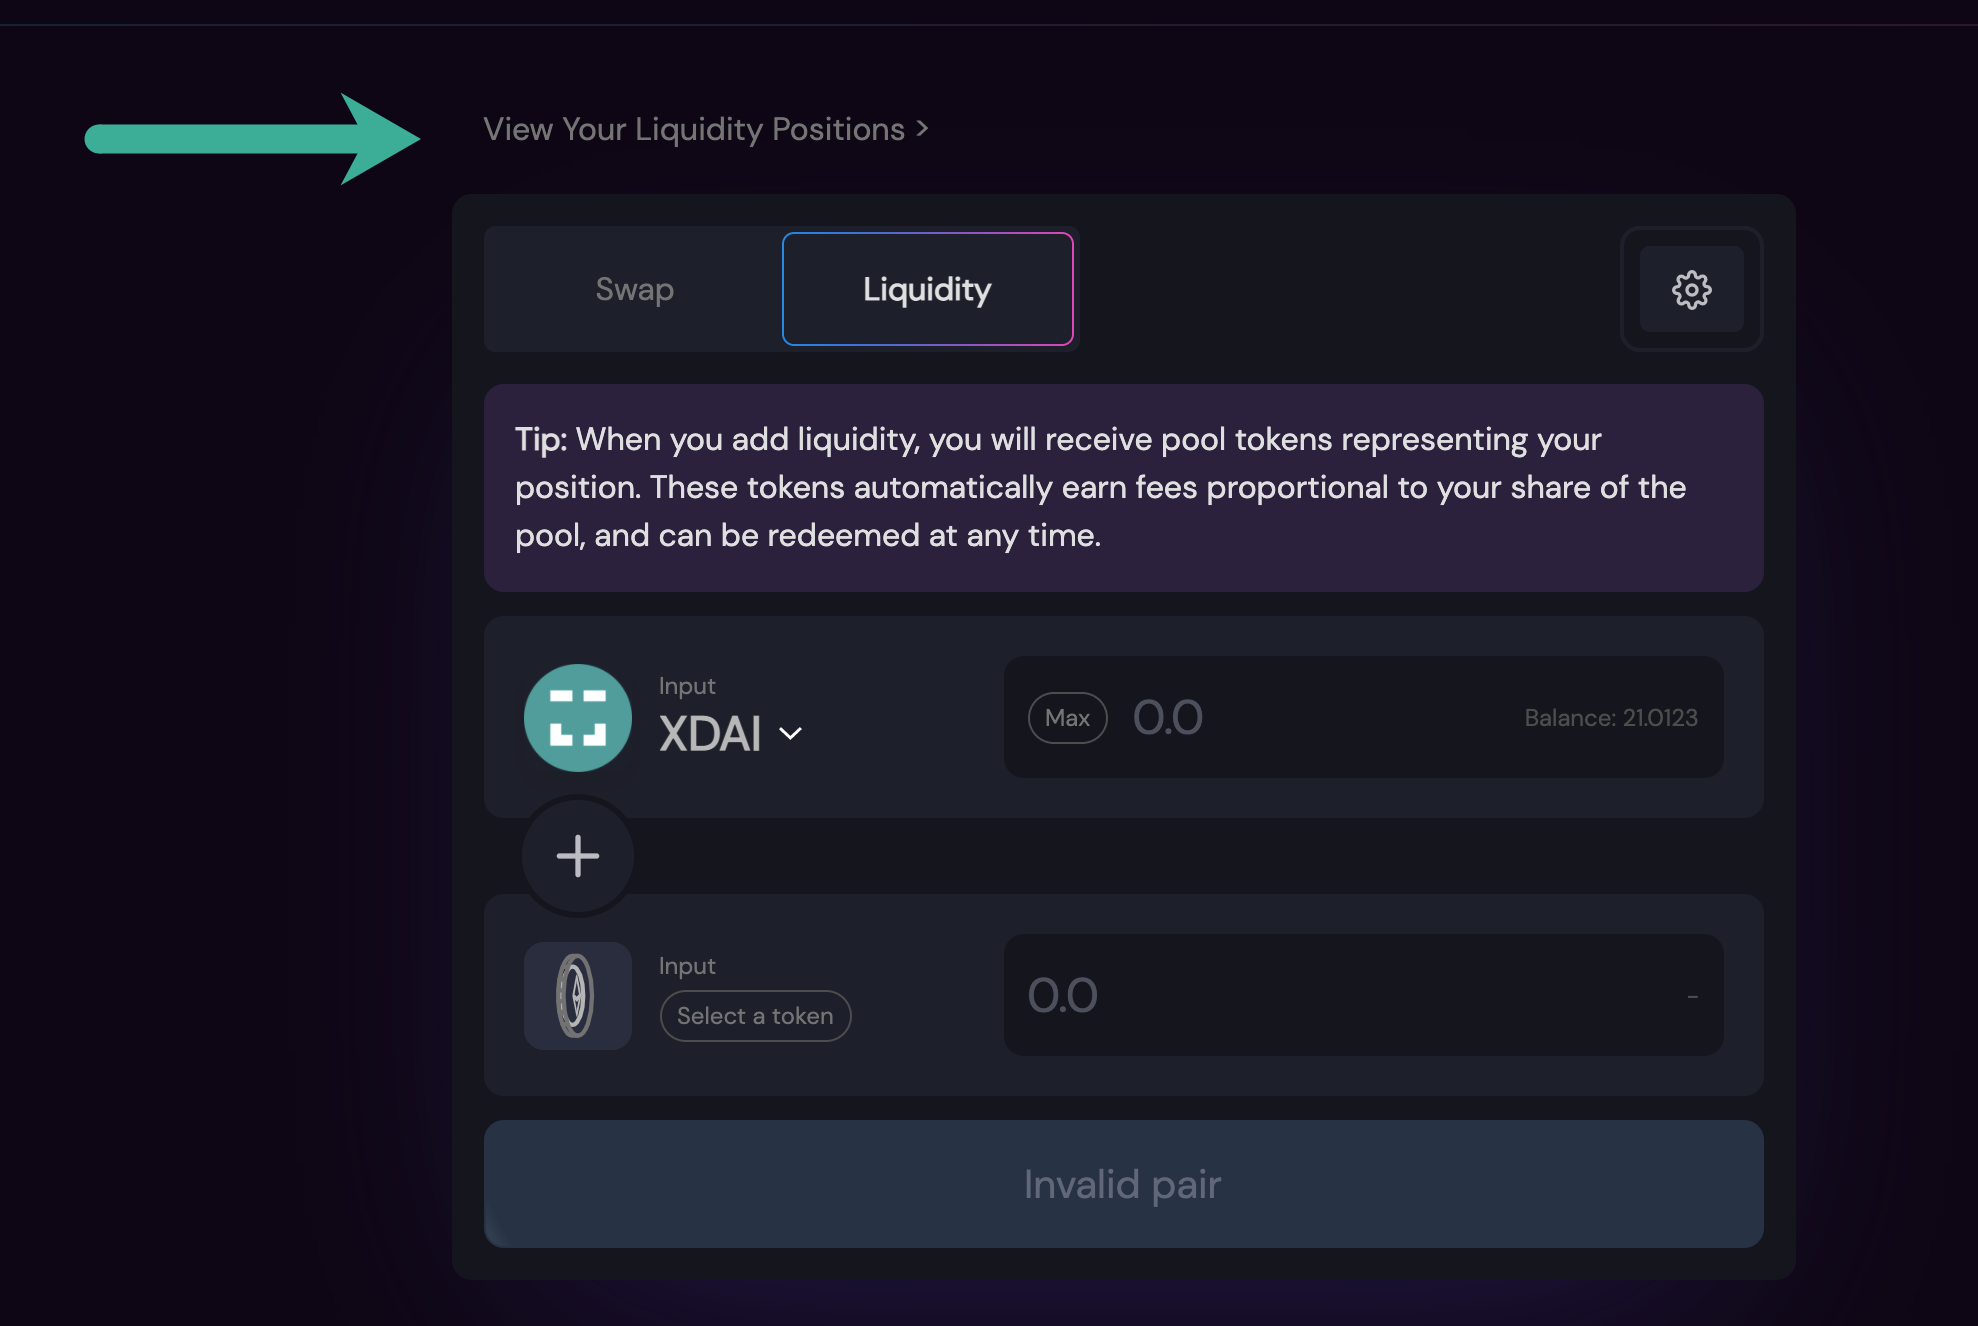 View Your Liquidity Positions >
Swap
Liquidity
Tip: When you add liquidity, you will receive pool tokens representing your
position. These tokens automatically earn fees proportional to your share of the
pool, and can be redeemed at any time.
Input
XDAI
Max
0.0
Balance: 21.0123
Input
Select a token
0.0
-
Invalid pair